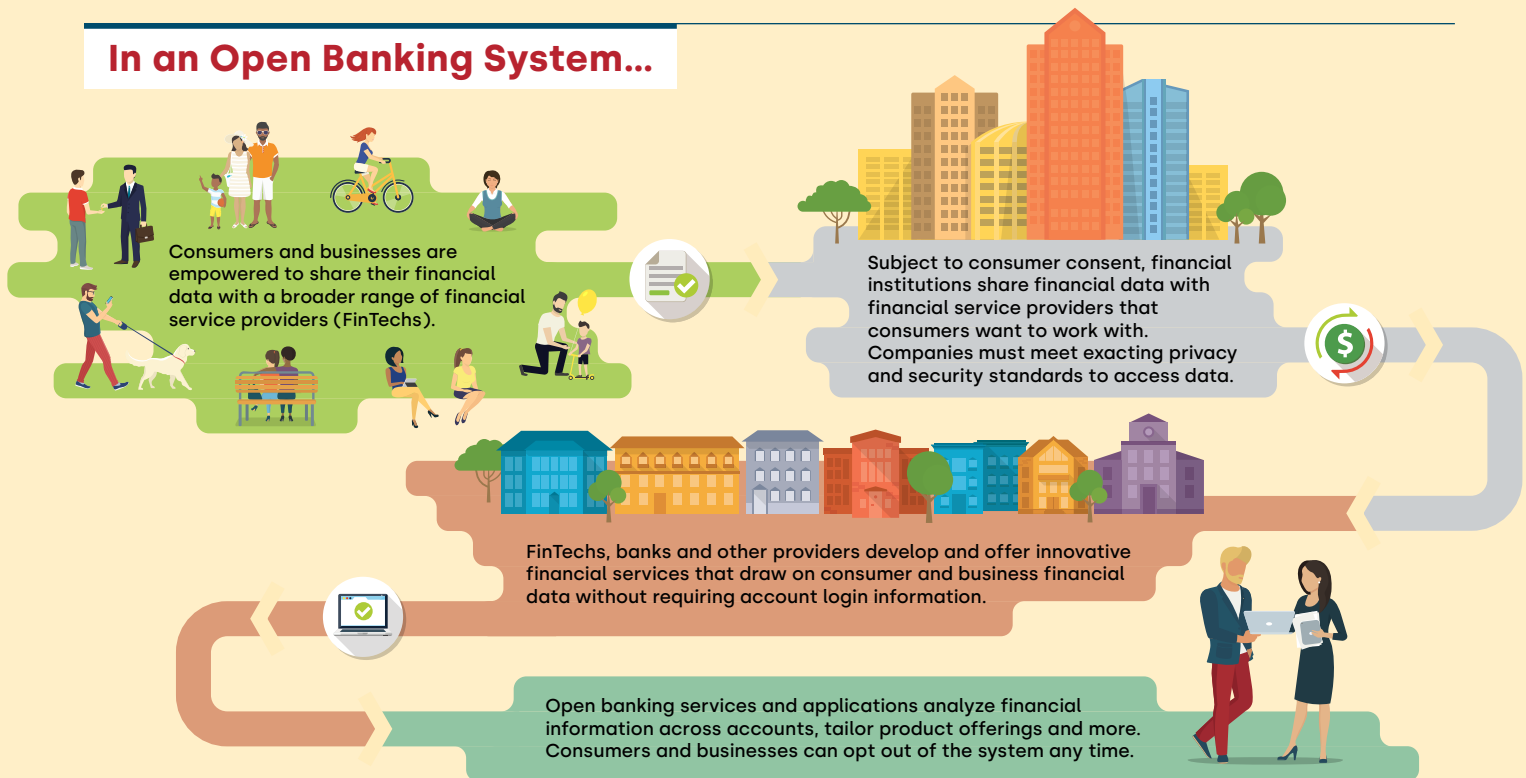 In an Open Banking System...
Consumers and businesses are
empowered to share their financial
data with a broader range of financial
service providers (FinTechs).
Subject to consumer consent, financial
institutions share financial data with
financial service providers that
consumers want to work with.
Companies must meet exacting privacy
and security standards to access data.
$
FinTechs, banks and other providers develop and offer innovative
financial services that draw on consumer and business financial
data without requiring account login information.
Open banking services and applications analyze financial
information across accounts, tailor product offerings and more.
Consumers and businesses can opt out of the system any time.